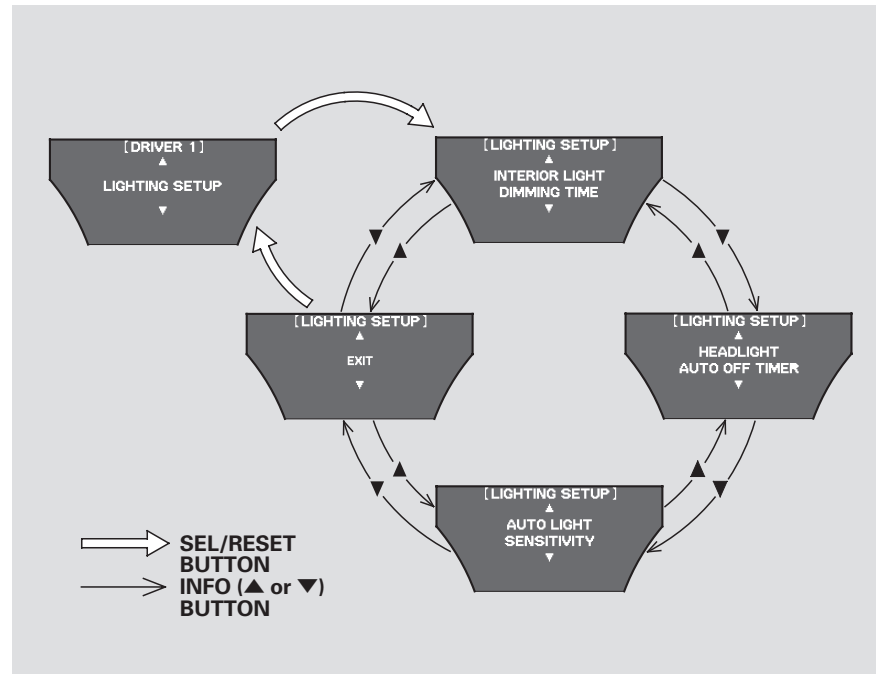 [DRIVER 1]
▲
LIGHTING SETUP
▼
[LIGHTING SETUP]
▲
INTERIOR LIGHT
DIMMING TIME
▼
▼
▲
▼
▲
[LIGHTING SETUP]
▲
EXIT
▼
[LIGHTING SETUP]
▲
HEADLIGHT
AUTO OFF TIMER
▼
▲
▼
▲
▼
[LIGHTING SETUP]
▲
AUTO LIGHT
SENSITIVITY
▼
SEL/RESET
BUTTON
INFO (▲ or ▼)
BUTTON